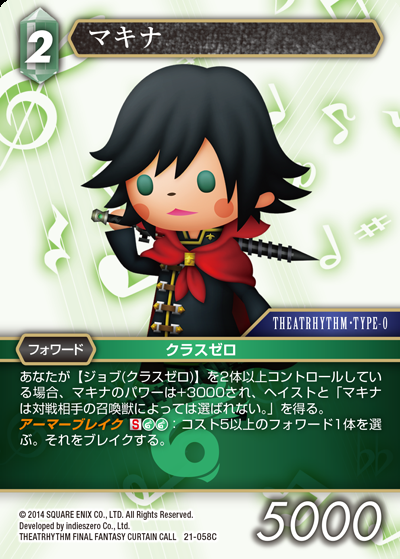 2
マキナ
THEATRHYTHM・TYPE-0
フォワード
クラスゼロ
あなたが【ジョブ(クラスゼロ)】を2体以上コントロールしてい
る場合、マキナのパワーは+3000され、ヘイストと「マキナ
は対戦相手の召喚獣によっては選ばれない。」を得る。
アーマーブレイク S風風:コスト5以上のフォワード1体を選
ぶ。それをブレイクする。
© 2014 SQUARE ENIX CO., LTD. All Rights Reserved.
Developed by indieszero Co., Ltd.
THEATRHYTHM FINAL FANTASY CURTAIN CALL 21-058C
5000